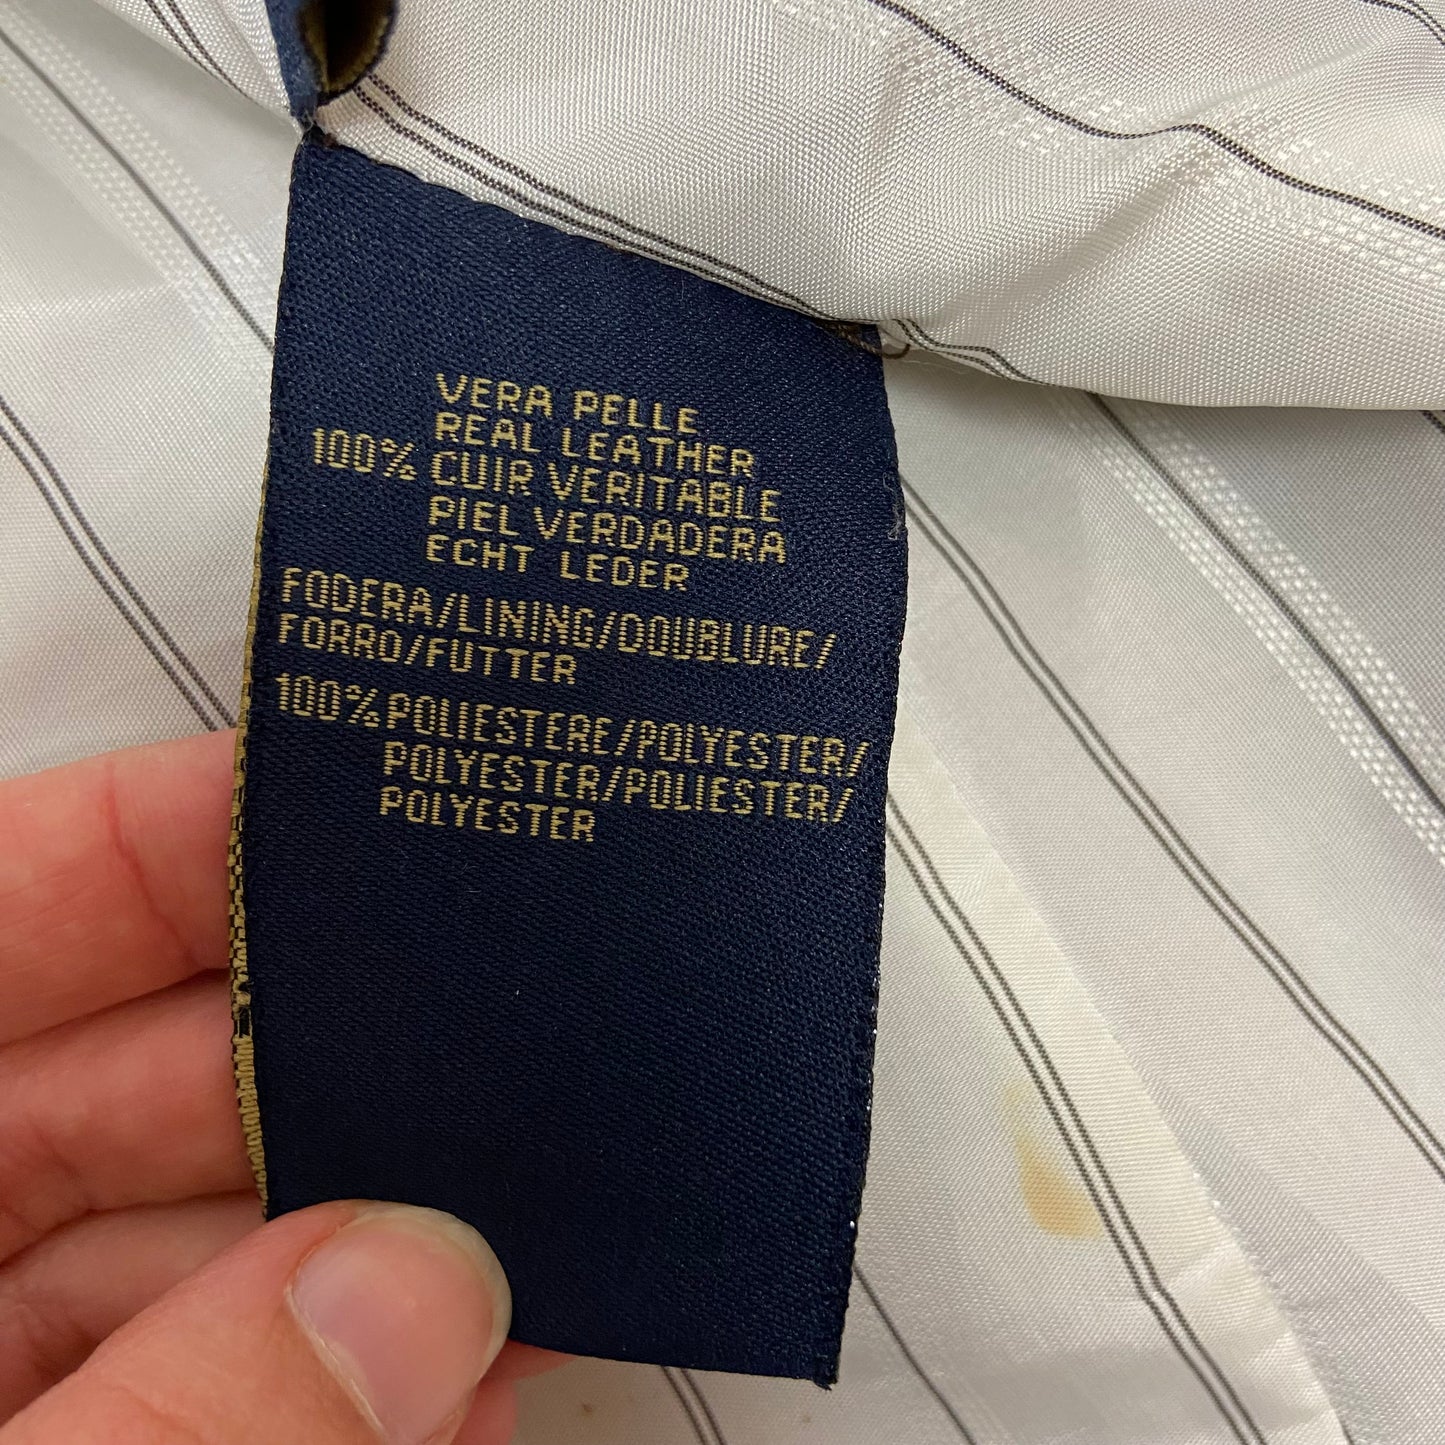 VERA PELLE
REAL LEATHER
100% CUIR VERITABLE
PIEL VERDADERA
ECHT LEDER
FODERA/LINING/DOUBLURE/
FORRO/FUTTER
100% POLIESTERE/POLYESTER/
POLYESTER/POLIESTER/
POLYESTER